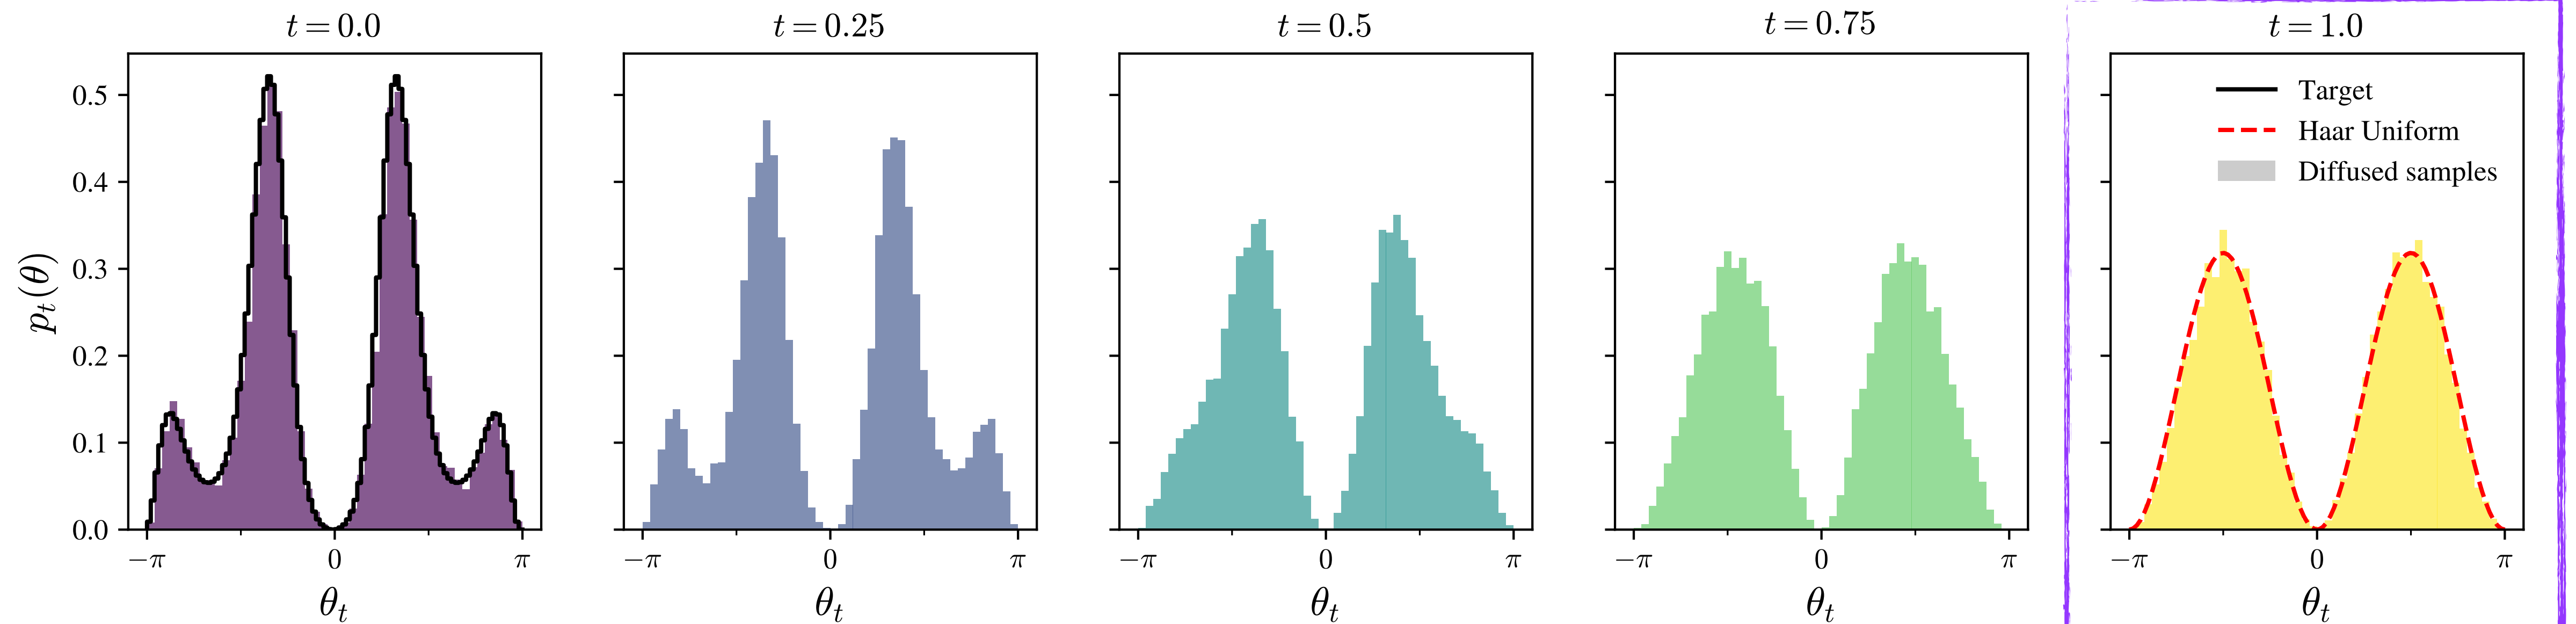 t = 0.0
t = 0.25
t = 0.5
t = 0.75
t = 1.0
p_t(θ)
0.5
0.4
0.3
0.2
0.1
0.0
Target
Haar Uniform
Diffused samples
−π 0 π
−π 0 π
−π 0 π
−π 0 π
−π 0 π
θ_t
θ_t
θ_t
θ_t
θ_t